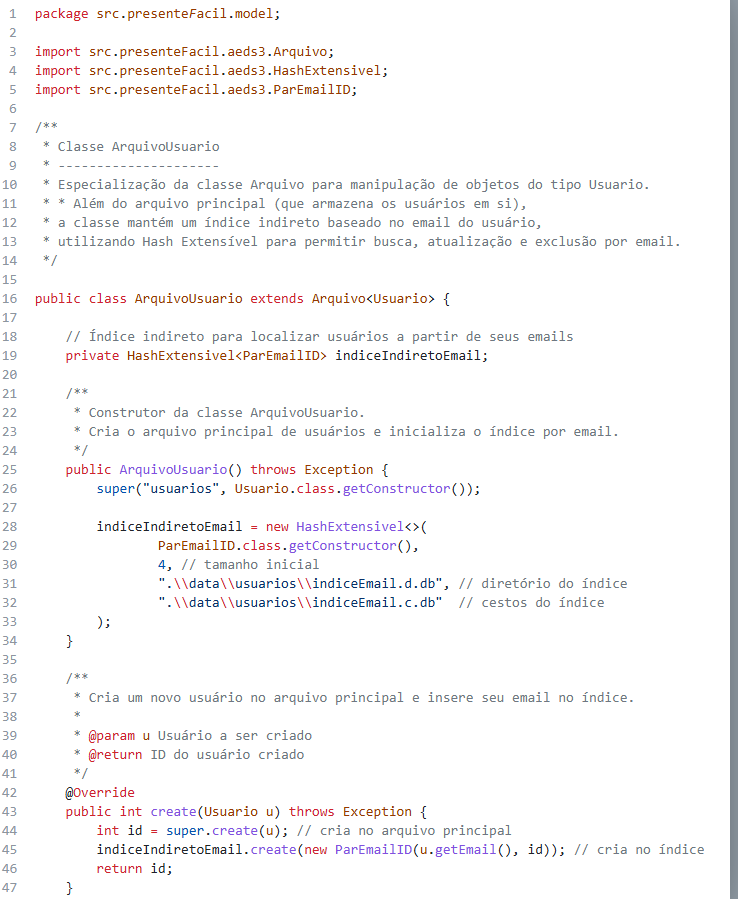 1 package src.presenteFacil.model;
2
3 import src.presenteFacil.aeds3.Arquivo;
4 import src.presenteFacil.aeds3.HashExtensivel;
5 import src.presenteFacil.aeds3.ParEmailID;
6
7 /**
8  * Classe ArquivoUsuario
9  * ---------------------
10  * Especialização da classe Arquivo para manipulação de objetos do tipo Usuario.
11  * * Além do arquivo principal (que armazena os usuários em si),
12  * a classe mantém um índice indireto baseado no email do usuário,
13  * utilizando Hash Extensível para permitir busca, atualização e exclusão por email.
14  */
15
16 public class ArquivoUsuario extends Arquivo<Usuario> {
17
18     // Índice indireto para localizar usuários a partir de seus emails
19     private HashExtensivel<ParEmailID> indiceIndiretoEmail;
20
21     /**
22      * Construtor da classe ArquivoUsuario.
23      * Cria o arquivo principal de usuários e inicializa o índice por email.
24      */
25     public ArquivoUsuario() throws Exception {
26         super("usuarios", Usuario.class.getConstructor());
27
28         indiceIndiretoEmail = new HashExtensivel<>(
29                 ParEmailID.class.getConstructor(),
30                 4, // tamanho inicial
31                 ".\\data\\usuarios\\indiceEmail.d.db", // diretório do índice
32                 ".\\data\\usuarios\\indiceEmail.c.db"  // cestos do índice
33         );
34     }
35
36     /**
37      * Cria um novo usuário no arquivo principal e insere seu email no índice.
38      *
39      * @param u Usuário a ser criado
40      * @return ID do usuário criado
41      */
42     @Override
43     public int create(Usuario u) throws Exception {
44         int id = super.create(u); // cria no arquivo principal
45         indiceIndiretoEmail.create(new ParEmailID(u.getEmail(), id)); // cria no índice
46         return id;
47     }